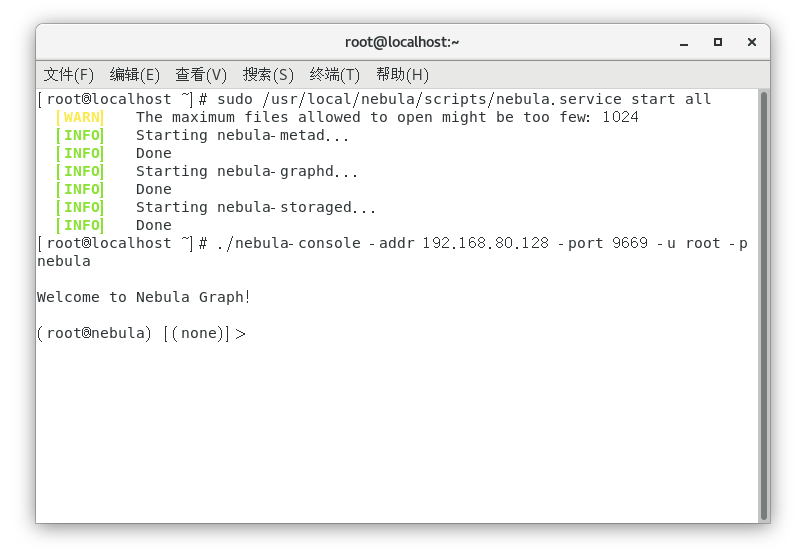 root@localhost:~
文件(F) 编辑(E) 查看(V) 搜索(S) 终端(T) 帮助(H)
[root@localhost ~]# sudo /usr/local/nebula/scripts/nebula.service start all
[WARN] The maximum files allowed to open might be too few: 1024
[INFO] Starting nebula-metad...
[INFO] Done
[INFO] Starting nebula-graphd...
[INFO] Done
[INFO] Starting nebula-storaged...
[INFO] Done
[root@localhost ~]# ./nebula-console -addr 192.168.80.128 -port 9669 -u root -p
nebula
Welcome to Nebula Graph!
(root@nebula) [(none)]>